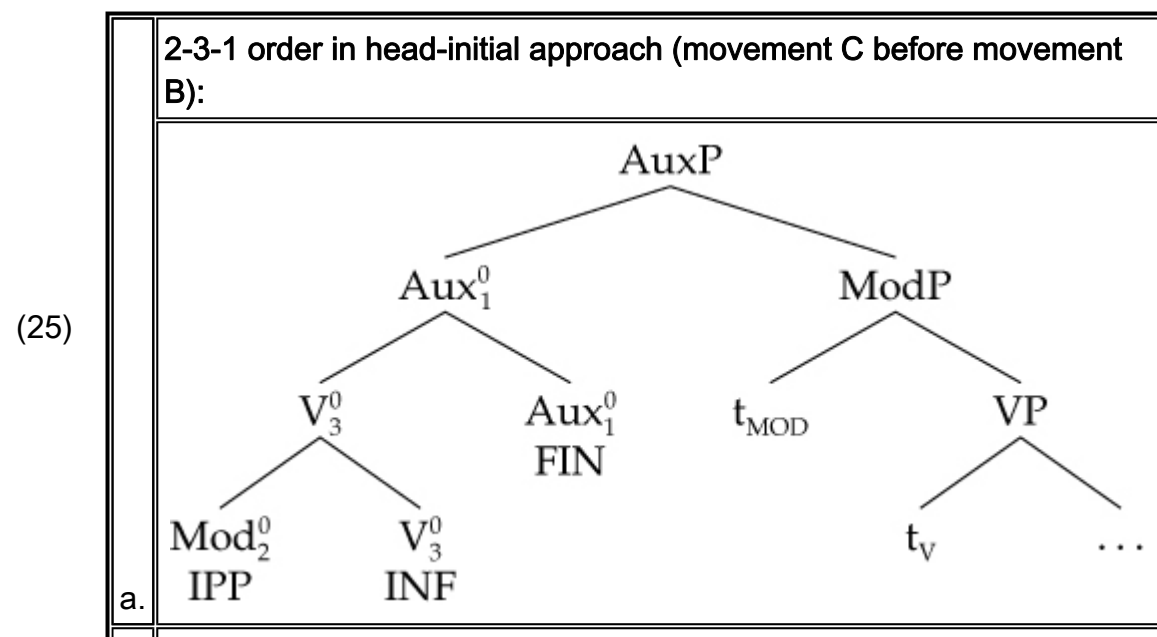 2-3-1 order in head-initial approach (movement C before movement
B):
(25)
AuxP
Aux⁰₁ ModP
V⁰₃ Aux⁰₁ t_MOD VP
FIN
Mod⁰₂ V⁰₃ t_V ...
IPP INF
a.